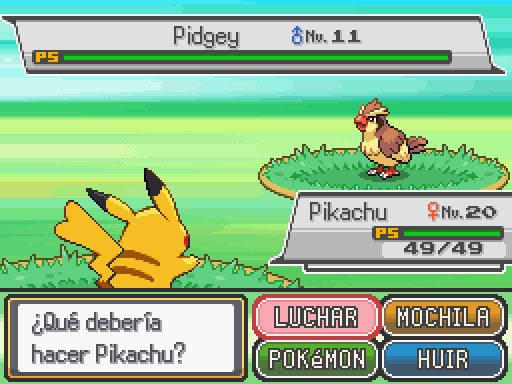 Pidgey ♂Nv. 11
PS
Pikachu ♀Nv. 20
PS
49/49
¿Qué debería
hacer Pikachu?
LUCHAR
MOCHILA
POKéMON
HUIR